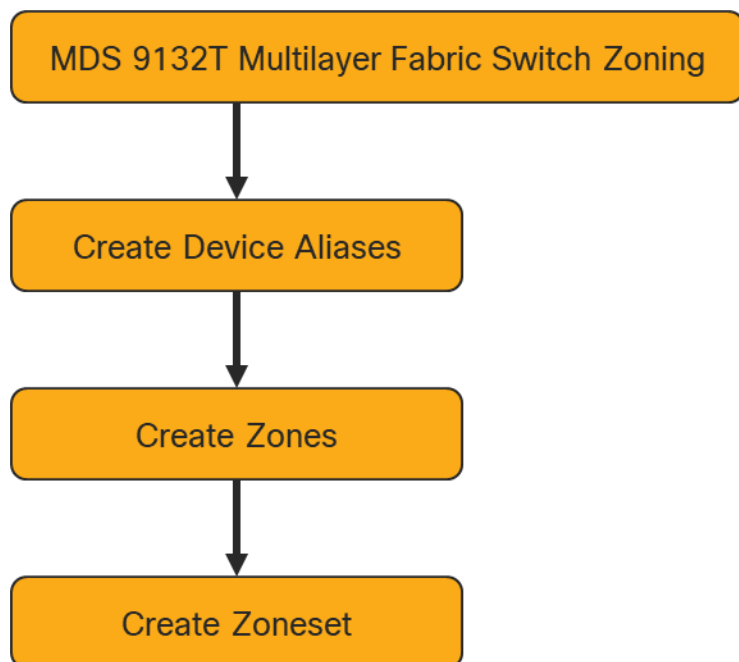 MDS 9132T Multilayer Fabric Switch Zoning
Create Device Aliases
Create Zones
Create Zoneset